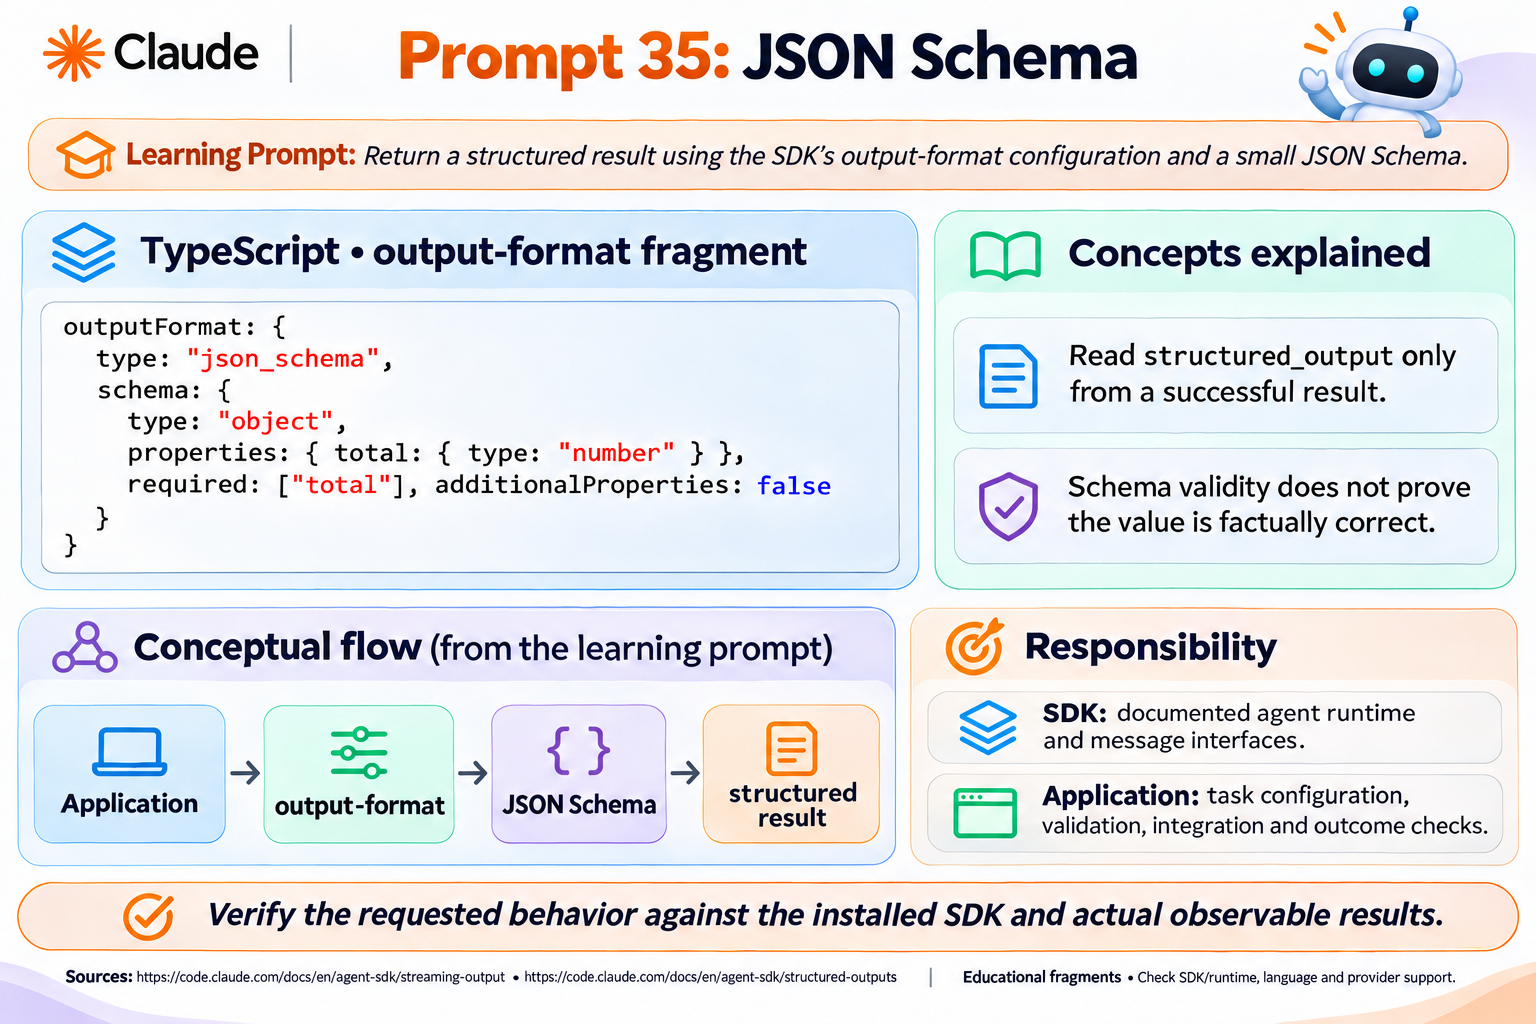 Claude
Prompt 35: JSON Schema
Learning Prompt: Return a structured result using the SDK's output-format configuration and a small JSON Schema.
TypeScript • output-format fragment
outputFormat: {
  type: "json_schema",
  schema: {
    type: "object",
    properties: { total: { type: "number" } },
    required: ["total"], additionalProperties: false
  }
}
Concepts explained
Read structured_output only
from a successful result.
Schema validity does not prove
the value is factually correct.
Conceptual flow (from the learning prompt)
Application
output-format
{ }
JSON Schema
structured
result
Responsibility
SDK: documented agent runtime
and message interfaces.
Application: task configuration,
validation, integration and outcome checks.
Verify the requested behavior against the installed SDK and actual observable results.
Sources: https://code.claude.com/docs/en/agent-sdk/streaming-output • https://code.claude.com/docs/en/agent-sdk/structured-outputs
Educational fragments • Check SDK/runtime, language and provider support.